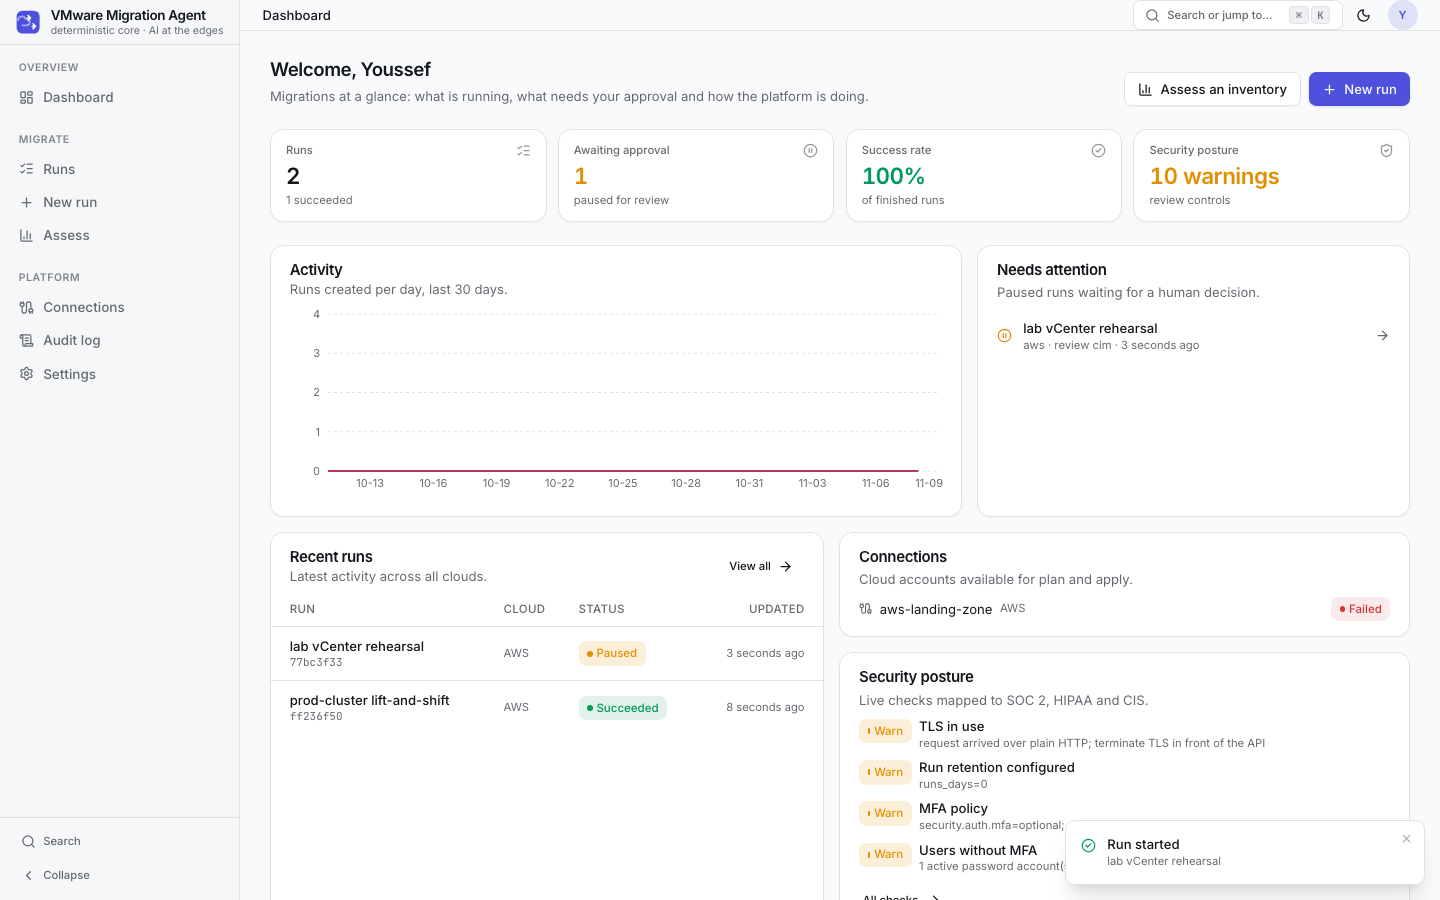 VMware Migration Agent
deterministic core · AI at the edges
OVERVIEW
Dashboard
MIGRATE
Runs
New run
Assess
PLATFORM
Connections
Audit log
Settings
Search
Collapse
Dashboard
Search or jump to...
⌘ K
Y
Welcome, Youssef
Migrations at a glance: what is running, what needs your approval and how the platform is doing.
Assess an inventory
New run
Runs
2
1 succeeded
Awaiting approval
1
paused for review
Success rate
100%
of finished runs
Security posture
10 warnings
review controls
Activity
Runs created per day, last 30 days.
4
3
2
1
0
10-13 10-16 10-19 10-22 10-25 10-28 10-31 11-03 11-06 11-09
Needs attention
Paused runs waiting for a human decision.
lab vCenter rehearsal
aws · review cim · 3 seconds ago
Recent runs
Latest activity across all clouds.
View all
RUN CLOUD STATUS UPDATED
lab vCenter rehearsal
77bc3f33
AWS Paused 3 seconds ago
prod-cluster lift-and-shift
ff236f50
AWS Succeeded 8 seconds ago
Connections
Cloud accounts available for plan and apply.
aws-landing-zone AWS Failed
Security posture
Live checks mapped to SOC 2, HIPAA and CIS.
Warn TLS in use
request arrived over plain HTTP; terminate TLS in front of the API
Warn Run retention configured
runs_days=0
Warn MFA policy
security.auth.mfa=optional;
Warn Users without MFA
1 active password account(
All checks
Run started
lab vCenter rehearsal